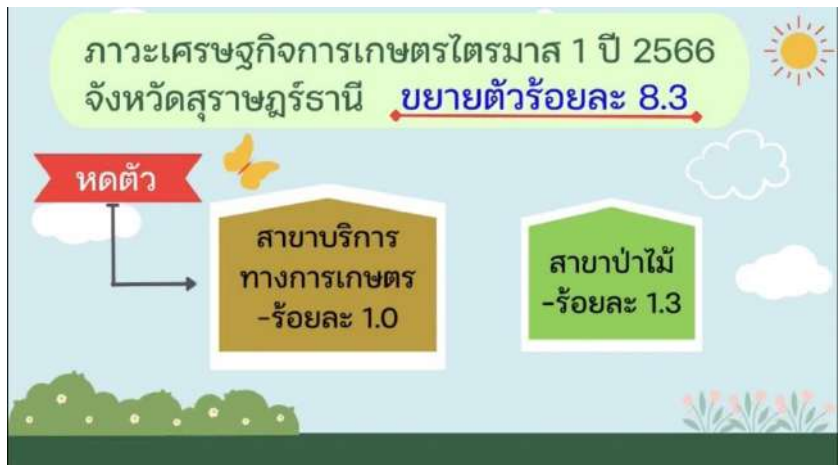 ภาวะเศรษฐกิจการเกษตรไตรมาส 1 ปี 2566
จังหวัดสุราษฎร์ธานี ขยายตัวร้อยละ 8.3
หดตัว
สาขาบริการ
ทางการเกษตร
-ร้อยละ 1.0
สาขาป่าไม้
-ร้อยละ 1.3